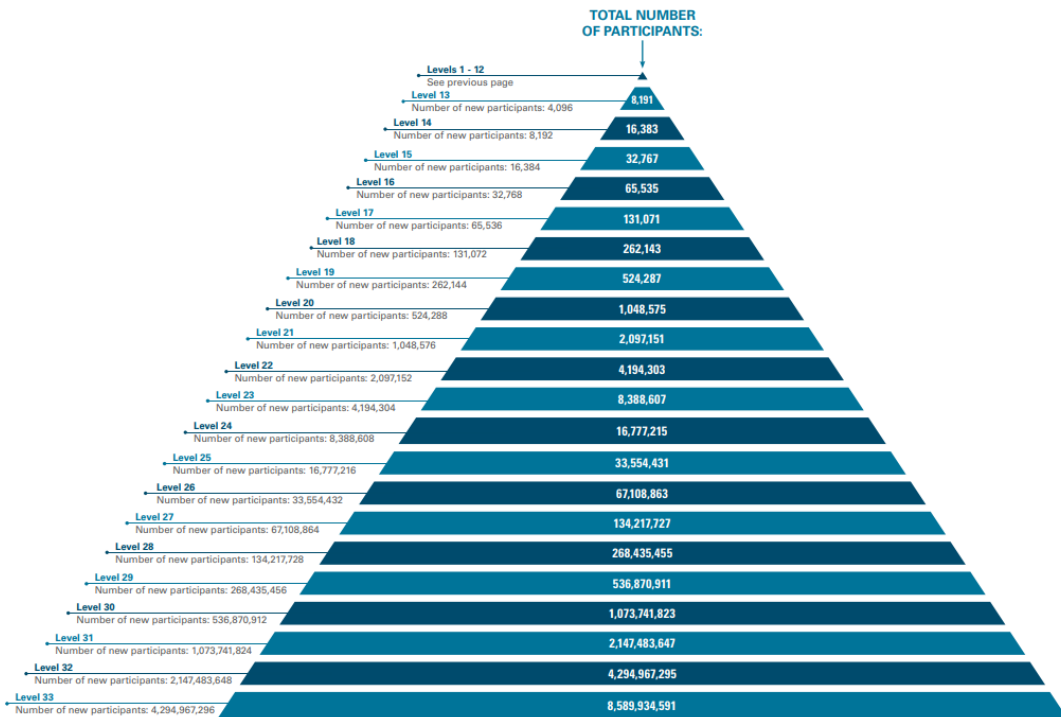 TOTAL NUMBER
OF PARTICIPANTS:
Levels 1 - 12
See previous page
Level 13
Number of new participants: 4,096
8,191
Level 14
Number of new participants: 8,192
16,383
Level 15
Number of new participants: 16,384
32,767
Level 16
Number of new participants: 32,768
65,535
Level 17
Number of new participants: 65,536
131,071
Level 18
Number of new participants: 131,072
262,143
Level 19
Number of new participants: 262,144
524,287
Level 20
Number of new participants: 524,288
1,048,575
Level 21
Number of new participants: 1,048,576
2,097,151
Level 22
Number of new participants: 2,097,152
4,194,303
Level 23
Number of new participants: 4,194,304
8,388,607
Level 24
Number of new participants: 8,388,608
16,777,215
Level 25
Number of new participants: 16,777,216
33,554,431
Level 26
Number of new participants: 33,554,432
67,108,863
Level 27
Number of new participants: 67,108,864
134,217,727
Level 28
Number of new participants: 134,217,728
268,435,455
Level 29
Number of new participants: 268,435,456
536,870,911
Level 30
Number of new participants: 536,870,912
1,073,741,823
Level 31
Number of new participants: 1,073,741,824
2,147,483,647
Level 32
Number of new participants: 2,147,483,648
4,294,967,295
Level 33
Number of new participants: 4,294,967,296
8,589,934,591